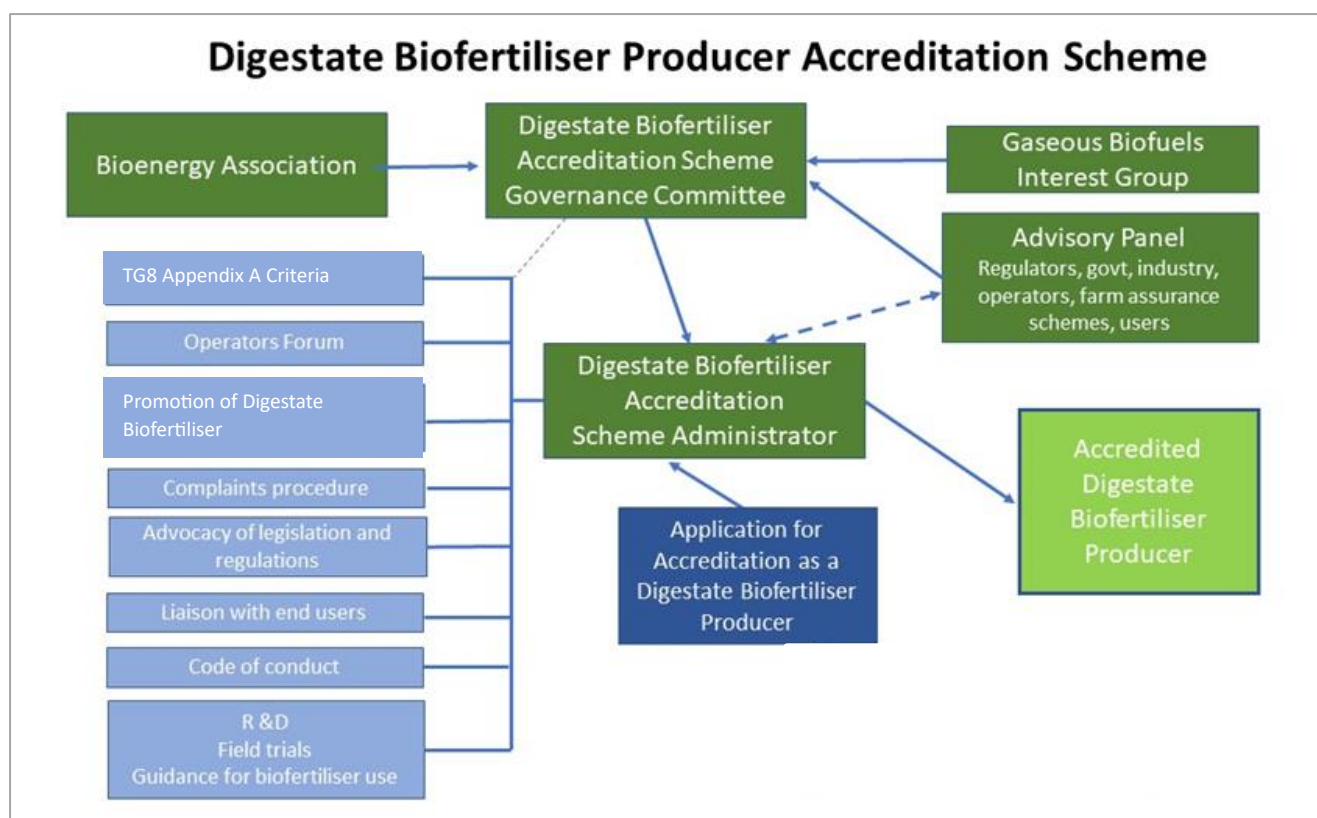 Digestate Biofertiliser Producer Accreditation Scheme
Bioenergy Association
Digestate Biofertiliser
Accreditation Scheme
Governance Committee
Gaseous Biofuels
Interest Group
Advisory Panel
Regulators, govt, industry,
operators, farm assurance
schemes, users
TG8 Appendix A Criteria
Operators Forum
Promotion of Digestate
Biofertiliser
Complaints procedure
Advocacy of legislation and
regulations
Liaison with end users
Code of conduct
R &D
Field trials
Guidance for biofertiliser use
Digestate Biofertiliser
Accreditation
Scheme Administrator
Application for
Accreditation as a
Digestate Biofertiliser
Producer
Accredited
Digestate
Biofertiliser
Producer